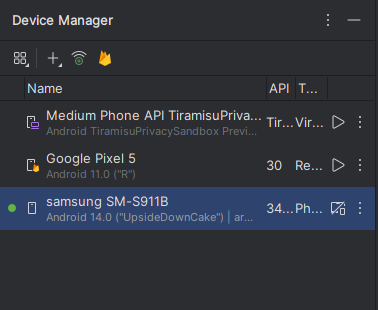 Device Manager
Name API T...
Medium Phone API TiramisuPriva... Tir... Vir...
Android TiramisuPrivacySandbox Previ...
Google Pixel 5 30 Re...
Android 11.0 ("R")
samsung SM-S911B 34... Ph...
Android 14.0 ("UpsideDownCake") | ar...